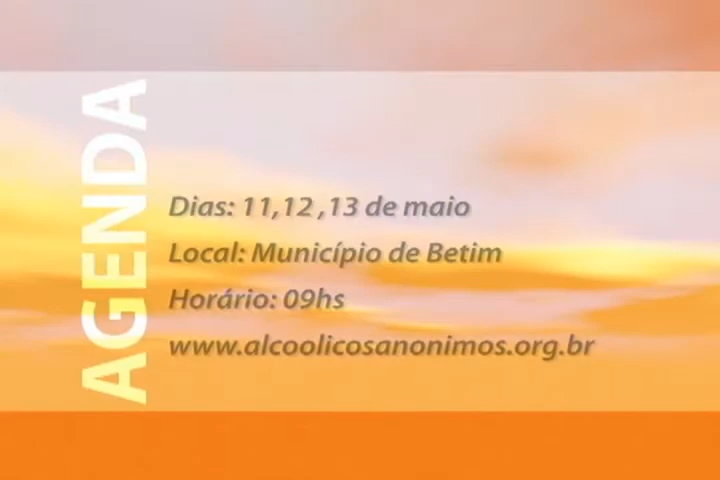 AGENDA
Dias: 11,12 ,13 de maio
Local: Município de Betim
Horário: 09hs
www.alcoolicosanonimos.org.br